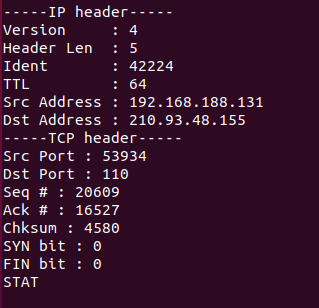 -----IP header-----
Version     : 4
Header Len  : 5
Ident       : 42224
TTL         : 64
Src Address : 192.168.188.131
Dst Address : 210.93.48.155
-----TCP header-----
Src Port : 53934
Dst Port : 110
Seq # : 20609
Ack # : 16527
Chksum : 4580
SYN bit : 0
FIN bit : 0
STAT